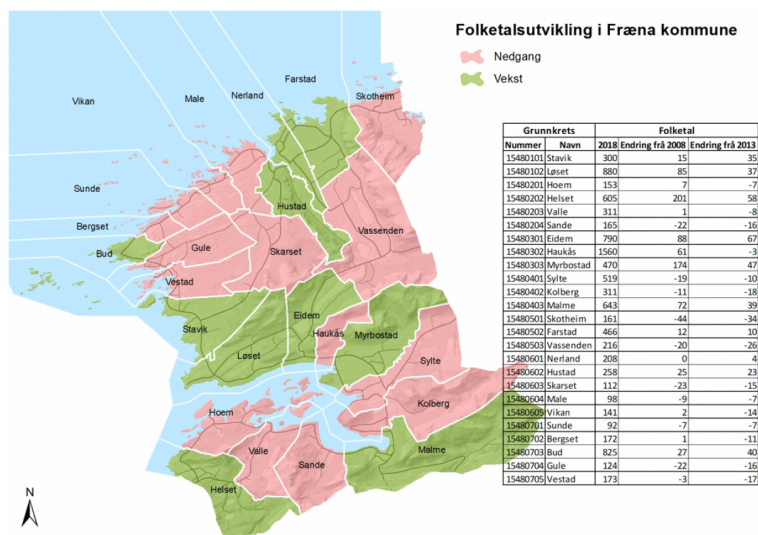 Folketalsutvikling i Fræna kommune
Nedgang
Vekst
Farstad
Nerland
Male
Vikan
Skotheim
Sunde
Bergset
Hustad
Vassenden
Bud
Gule
Skarset
Vestad
Stavik
Eidem
Haukås
Myrbostad
Løset
Sylte
Kolberg
Hoem
Valle
Malme
Sande
Helset
N
Grunnkrets Folketal
Nummer Navn 2018 Endring frå 2008 Endring frå 2013
15480101 Stavik 300 15 35
15480102 Løset 880 85 37
15480201 Hoem 153 7 -7
15480202 Helset 605 201 58
15480203 Valle 311 1 -8
15480204 Sande 165 -22 -16
15480301 Eidem 790 88 67
15480302 Haukås 1560 61 -3
15480303 Myrbostad 470 174 47
15480401 Sylte 519 -19 -10
15480402 Kolberg 311 -11 -18
15480403 Malme 643 72 39
15480501 Skotheim 161 -44 -34
15480502 Farstad 466 12 10
15480503 Vassenden 216 -20 -26
15480601 Nerland 208 0 4
15480602 Hustad 258 25 23
15480603 Skarset 112 -23 -15
15480604 Male 98 -9 -7
15480605 Vikan 141 2 -14
15480701 Sunde 92 -7 -7
15480702 Bergset 172 1 -11
15480703 Bud 825 27 40
15480704 Gule 124 -22 -16
15480705 Vestad 173 -3 -17